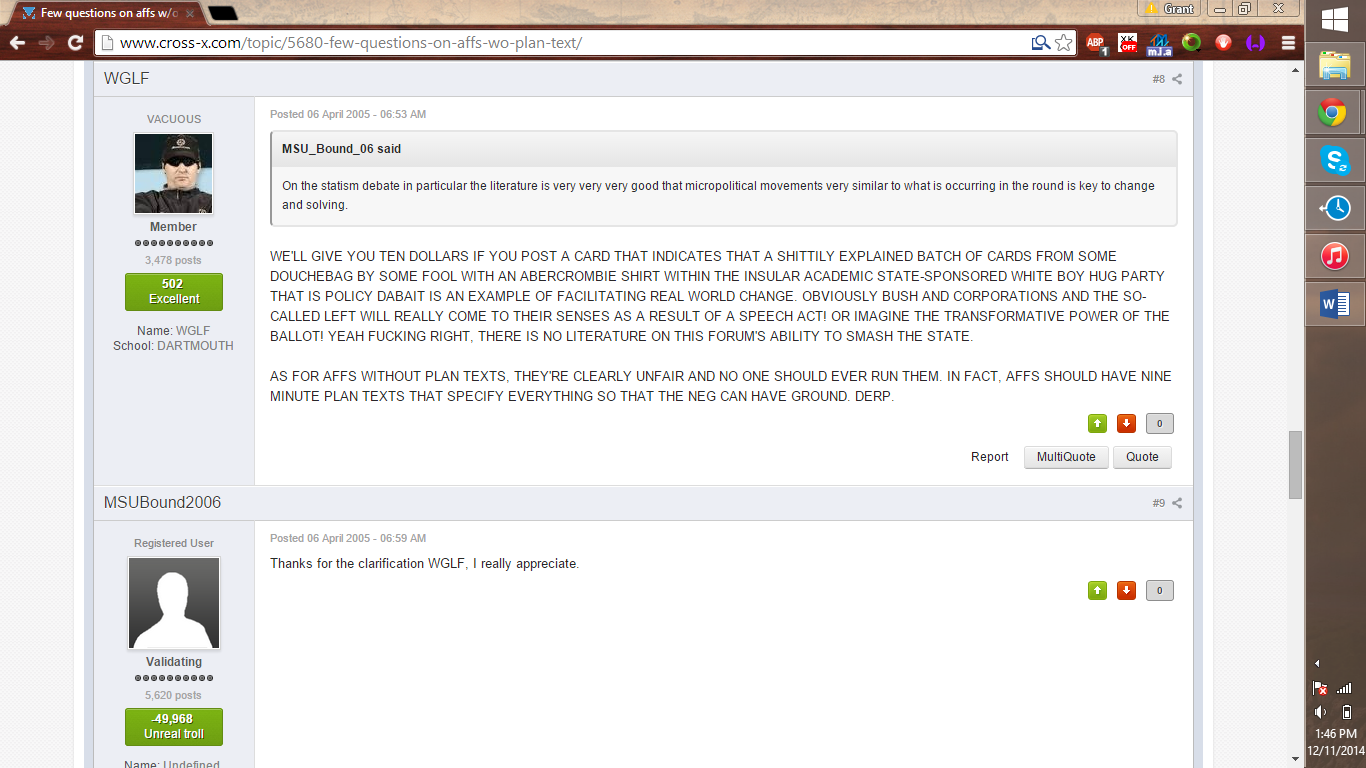 Few questions on affs w/o
Grant
www.cross-x.com/topic/5680-few-questions-on-affs-wo-plan-text/
ABP
1
XK
OFF
m.l.a
WGLF
#8
VACUOUS
Member
3,478 posts
502
Excellent
Name: WGLF
School: DARTMOUTH
Posted 06 April 2005 - 06:53 AM
MSU_Bound_06 said
On the statism debate in particular the literature is very very very good that micropolitical movements very similar to what is occurring in the round is key to change
and solving.
WE'LL GIVE YOU TEN DOLLARS IF YOU POST A CARD THAT INDICATES THAT A SHITTILY EXPLAINED BATCH OF CARDS FROM SOME
DOUCHEBAG BY SOME FOOL WITH AN ABERCROMBIE SHIRT WITHIN THE INSULAR ACADEMIC STATE-SPONSORED WHITE BOY HUG PARTY
THAT IS POLICY DABAIT IS AN EXAMPLE OF FACILITATING REAL WORLD CHANGE. OBVIOUSLY BUSH AND CORPORATIONS AND THE SO-
CALLED LEFT WILL REALLY COME TO THEIR SENSES AS A RESULT OF A SPEECH ACT! OR IMAGINE THE TRANSFORMATIVE POWER OF THE
BALLOT! YEAH FUCKING RIGHT, THERE IS NO LITERATURE ON THIS FORUM'S ABILITY TO SMASH THE STATE.
AS FOR AFFS WITHOUT PLAN TEXTS, THEY'RE CLEARLY UNFAIR AND NO ONE SHOULD EVER RUN THEM. IN FACT, AFFS SHOULD HAVE NINE
MINUTE PLAN TEXTS THAT SPECIFY EVERYTHING SO THAT THE NEG CAN HAVE GROUND. DERP.
0
Report
MultiQuote
Quote
MSUBound2006
#9
Registered User
Validating
5,620 posts
-49,968
Unreal troll
Name: Undefined
Posted 06 April 2005 - 06:59 AM
Thanks for the clarification WGLF, I really appreciate.
0
1:46 PM
12/11/2014